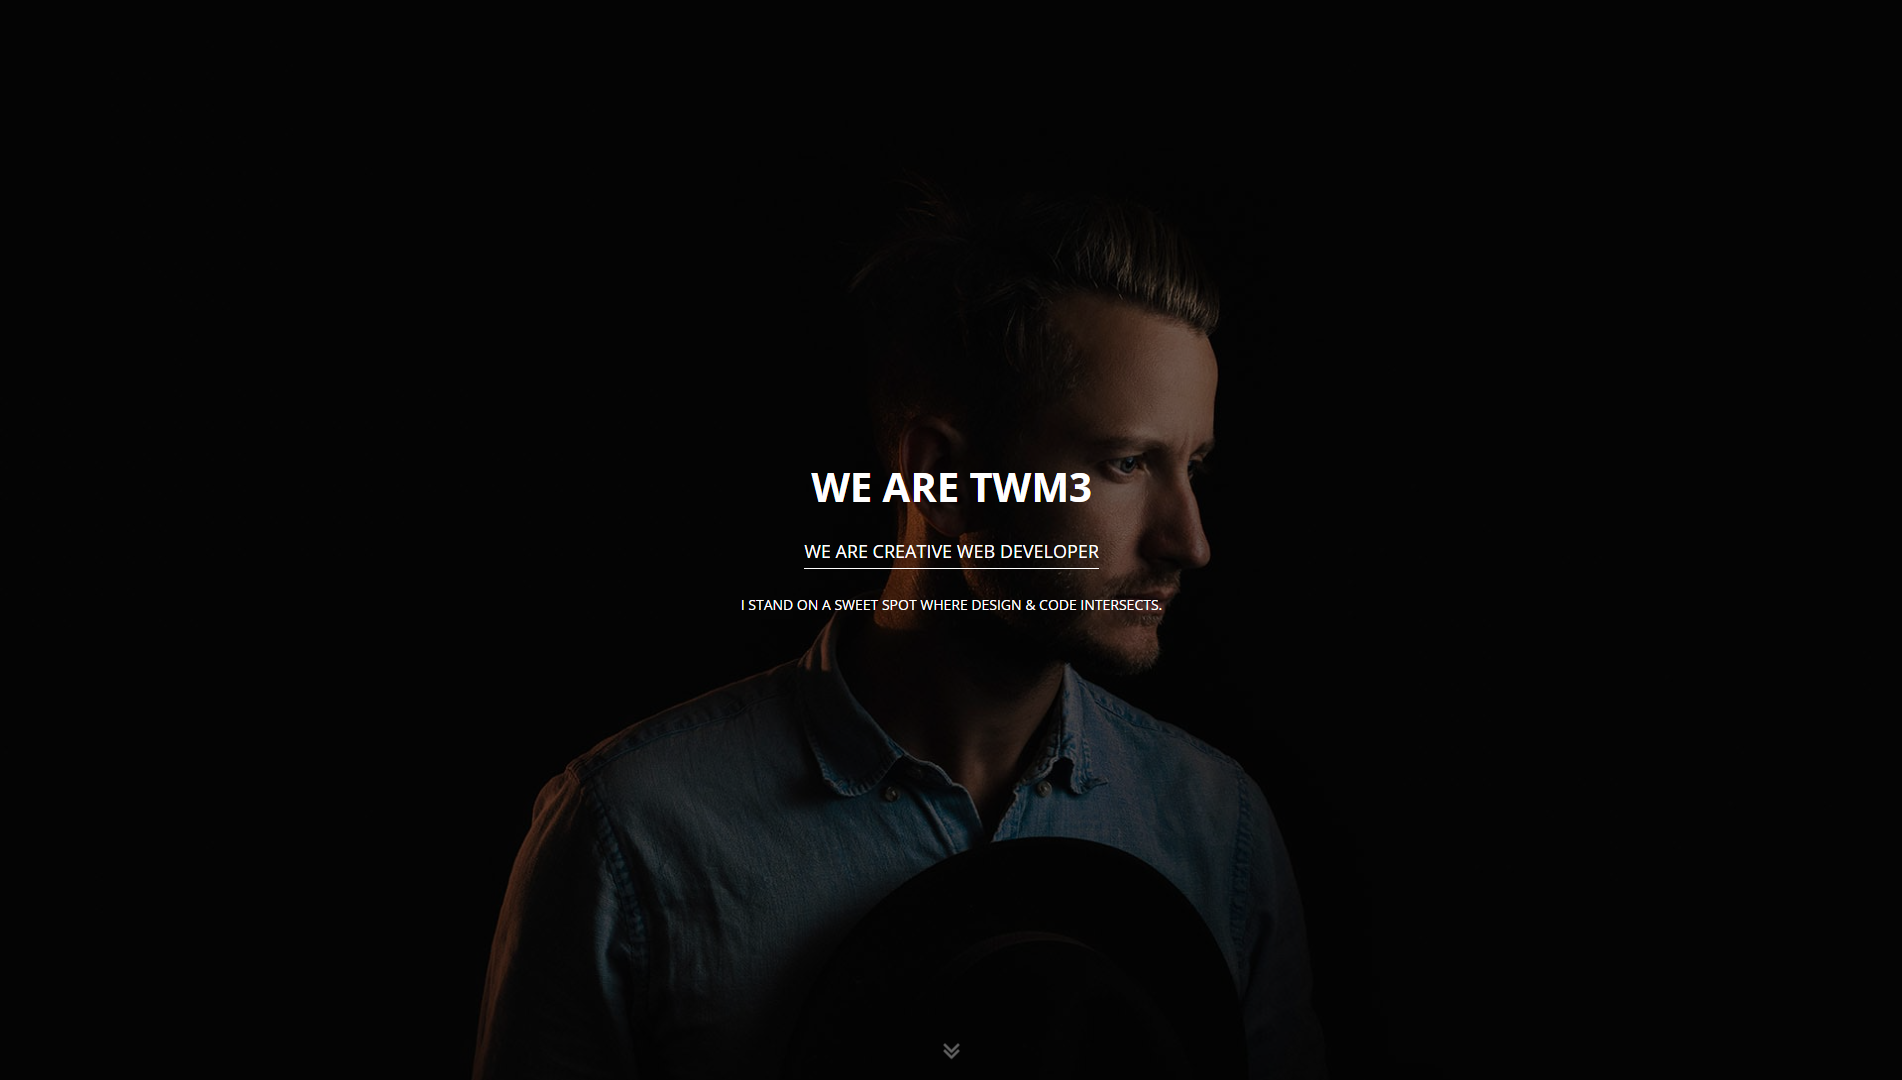 WE ARE TWM3
WE ARE CREATIVE WEB DEVELOPER
I STAND ON A SWEET SPOT WHERE DESIGN & CODE INTERSECTS.